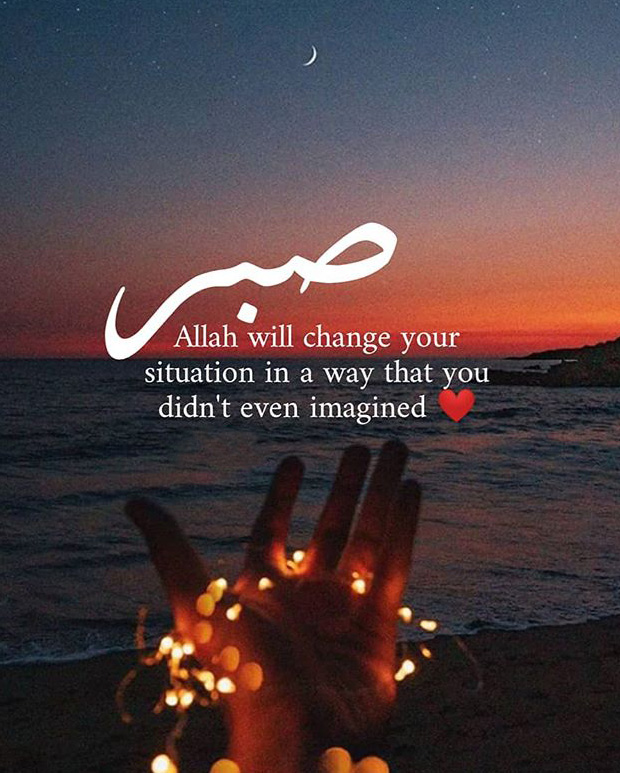 صبر
Allah will change your
situation in a way that you
didn't even imagined ❤️